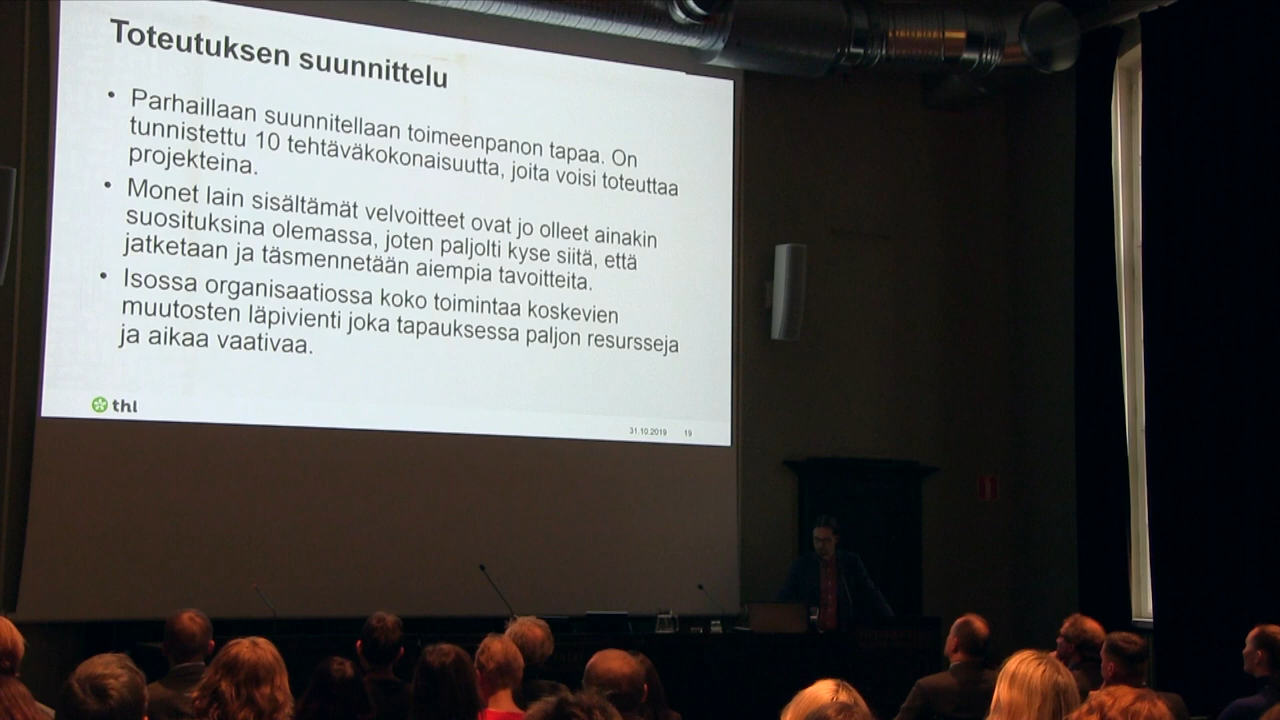 Toteutuksen suunnittelu
• Parhaillaan suunnitellaan toimeenpanon tapaa. On
tunnistettu 10 tehtäväkokonaisuutta, joita voisi toteuttaa
projekteina.
• Monet lain sisältämät velvoitteet ovat jo olleet ainakin
suosituksina olemassa, joten paljolti kyse siitä, että
jatketaan ja täsmennetään aiempia tavoitteita.
• Isossa organisaatiossa koko toimintaa koskevien
muutosten läpivienti joka tapauksessa paljon resursseja
ja aikaa vaativaa.
thl
31.10.2019 19